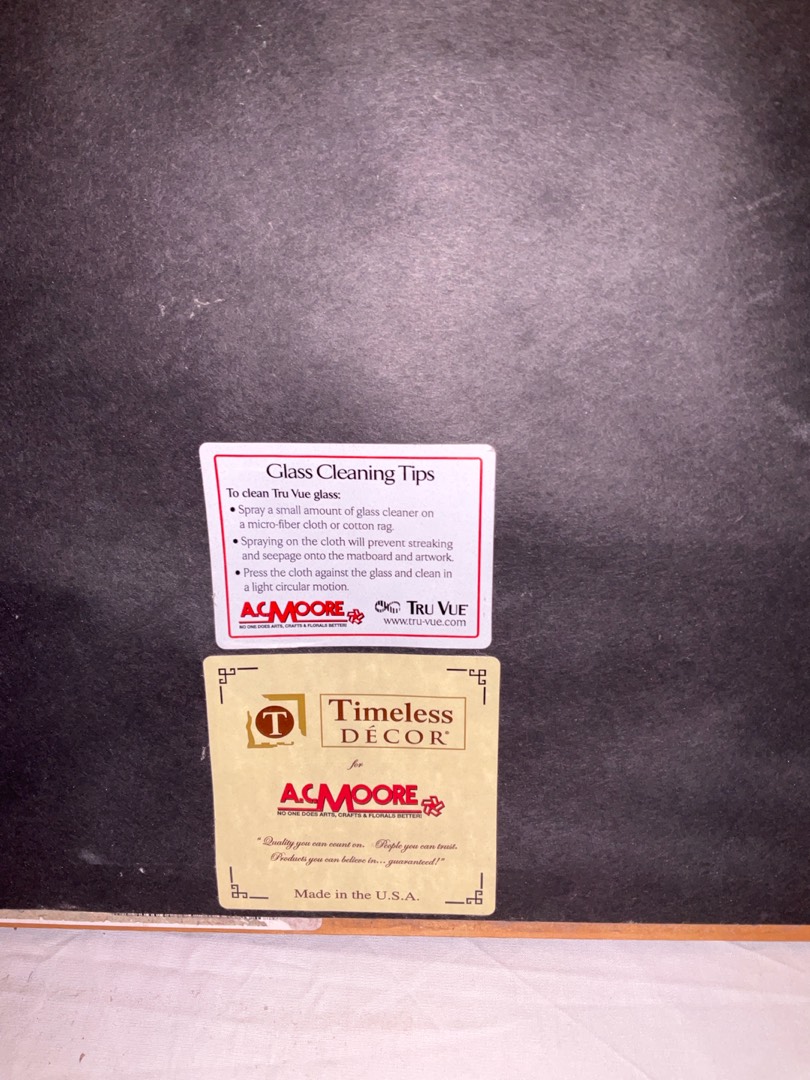 Glass Cleaning Tips
To clean Tru Vue glass:
• Spray a small amount of glass cleaner on
a micro-fiber cloth or cotton rag.
• Spraying on the cloth will prevent streaking
and seepage onto the matboard and artwork.
• Press the cloth against the glass and clean in
a light circular motion.
A.C. MOORE
NO ONE DOES ARTS, CRAFTS & FLORALS BETTER!
TRU VUE®
www.tru-vue.com
T
Timeless
DÉCOR®
for
A.C. MOORE
NO ONE DOES ARTS, CRAFTS & FLORALS BETTER!
"Quality you can count on. People you can trust.
Products you can believe in...guaranteed!"
Made in the U.S.A.